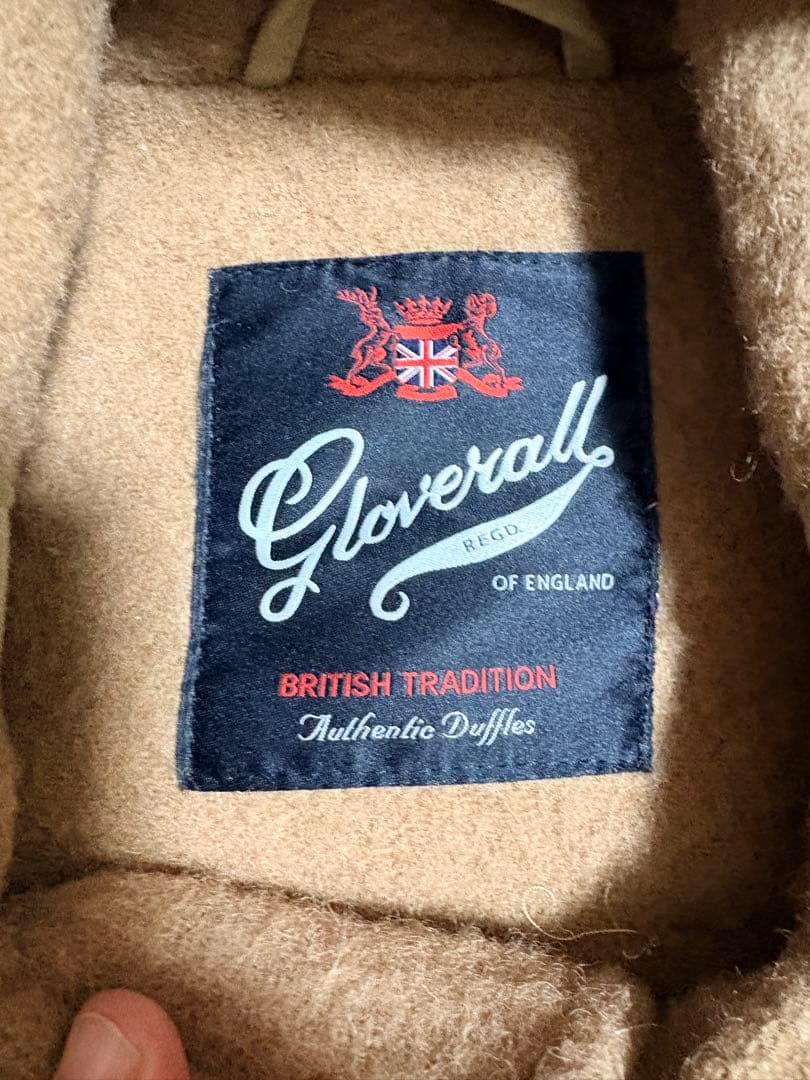 Gloverall
REGD.
OF ENGLAND
BRITISH TRADITION
Authentic Duffles